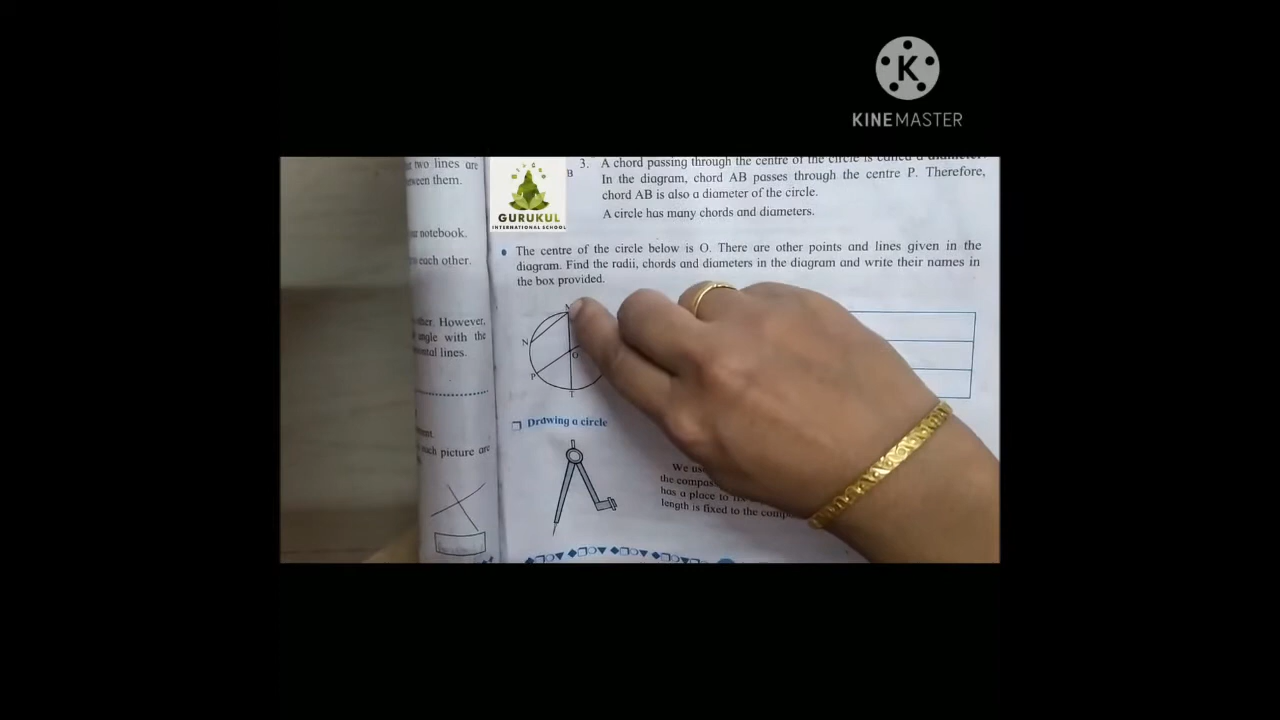 KINEMASTER
two lines are
ween them.
notebook.
each other.
ther. However,
angle with the
ntal lines.
ment.
such picture are
GURUKUL
INTERNATIONAL SCHOOL
B
3. A chord passing through the centre of the circle is called a diameter.
In the diagram, chord AB passes through the centre P. Therefore,
chord AB is also a diameter of the circle.
A circle has many chords and diameters.
The centre of the circle below is O. There are other points and lines given in the
diagram. Find the radii, chords and diameters in the diagram and write their names in
the box provided.
N
O
P
T
Drawing a circle
We us
the compas
has a place to
length is fixed to the comp